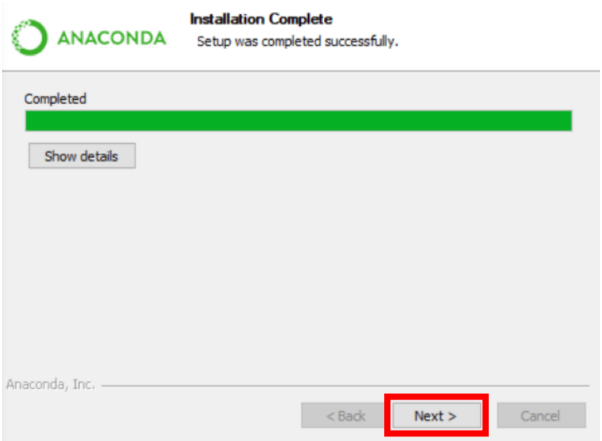 Installation Complete
ANACONDA
Setup was completed successfully.
Completed
Show details
Anaconda, Inc.
< Back
Next >
Cancel